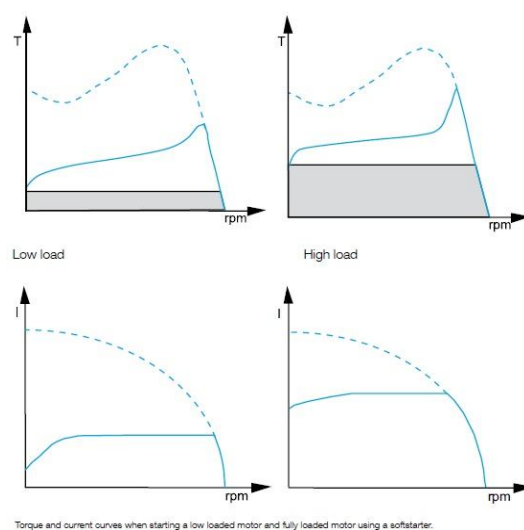 T
T
rpm
rpm
Low load
High load
I
I
rpm
rpm
Torque and current curves when starting a low loaded motor and fully loaded motor using a softstarter.